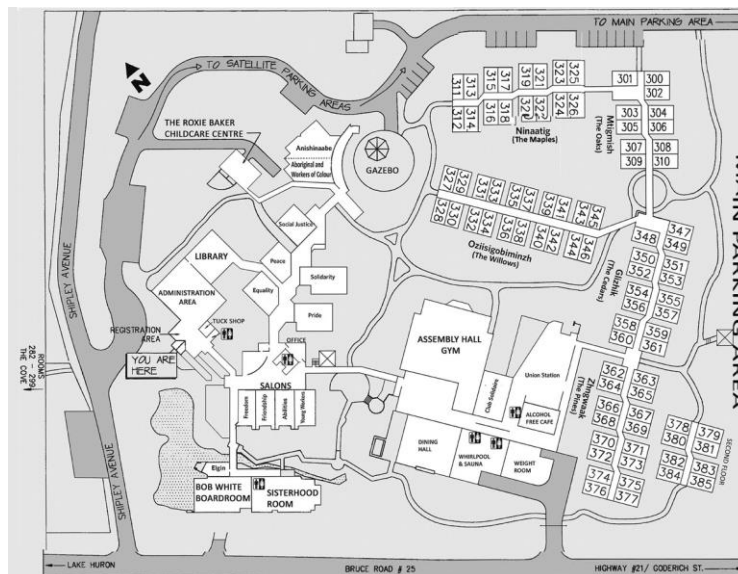 TO MAIN PARKING AREA
N
TO SATELLITE PARKING AREAS
THE ROXIE BAKER
CHILDCARE CENTRE
Anishinaabe
Aboriginal and
Workers of Colour
GAZEBO
311 313 315 317 319 321 323 325
312 314 316 318
322 324 326
Ninaatig
(The Maples)
301 300
302
303 304
305 306
307 308
309 310
Mtigmish
(The Oaks)
327 329 331 333 335 337 339 341 343 345
328 330 332 334 336 338 340 342 344 346
Oziisigobiminzh
(The Willows)
MAIN PARKING AREA
Social Justice
LIBRARY
Peace
Solidarity
Equality
Pride
ADMINISTRATION
AREA
TUCK SHOP
REGISTRATION
AREA
OFFICE
YOU ARE
HERE
SALONS
Freedom
Friendship
Abilities
Young Workers
347
348 349
350 351
352 353
354 355
356 357
358 359
360 361
Giizhik
(The Cedars)
362 363
364 365
366 367
368 369
370 371
372 373
374 375
376 377
Zhingwaak
(The Pines)
378 379
380 381
382 383
384 385
SECOND FLOOR
ASSEMBLY HALL
GYM
Union Station
Club Solidaire
ALCOHOL
FREE CAFE
DINING
HALL
WHIRLPOOL
& SAUNA
WEIGHT
ROOM
Elgin
BOB WHITE
BOARDROOM
SISTERHOOD
ROOM
SHIPLEY AVENUE
SHIPLEY AVENUE
ROOMS
282 - 299
THE COVE
LAKE HURON
BRUCE ROAD # 25
HIGHWAY #21/ GODERICH ST.